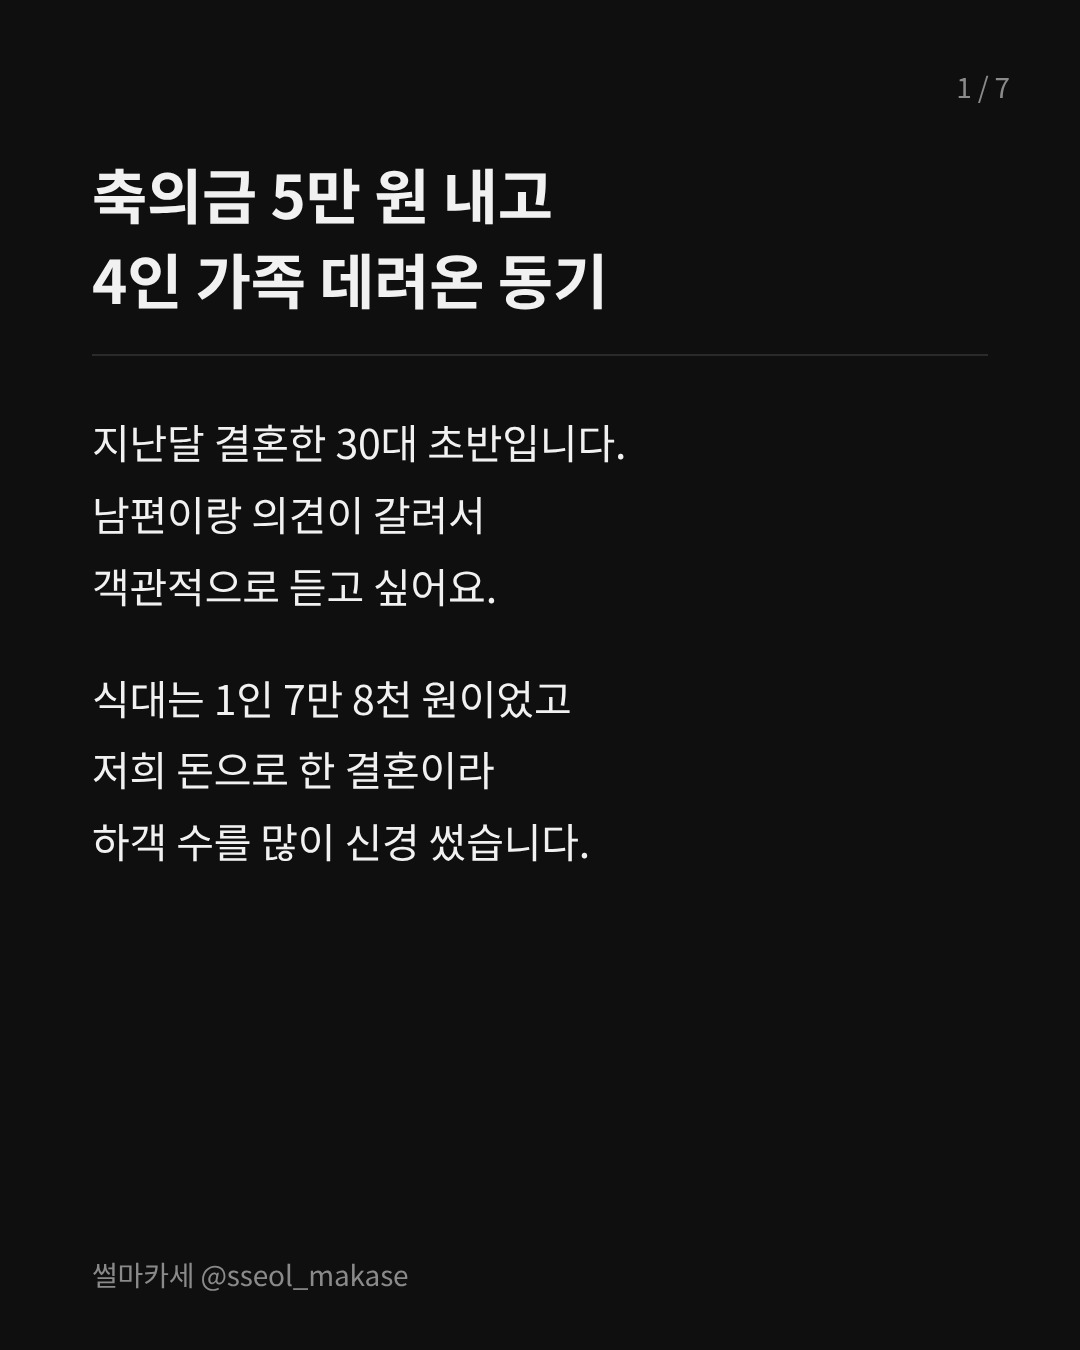 1 / 7
축의금 5만 원 내고
4인 가족 데려온 동기
지난달 결혼한 30대 초반입니다.
남편이랑 의견이 갈려서
객관적으로 듣고 싶어요.
식대는 1인 7만 8천 원이었고
저희 돈으로 한 결혼이라
하객 수를 많이 신경 썼습니다.
썰마카세 @sseol_makase